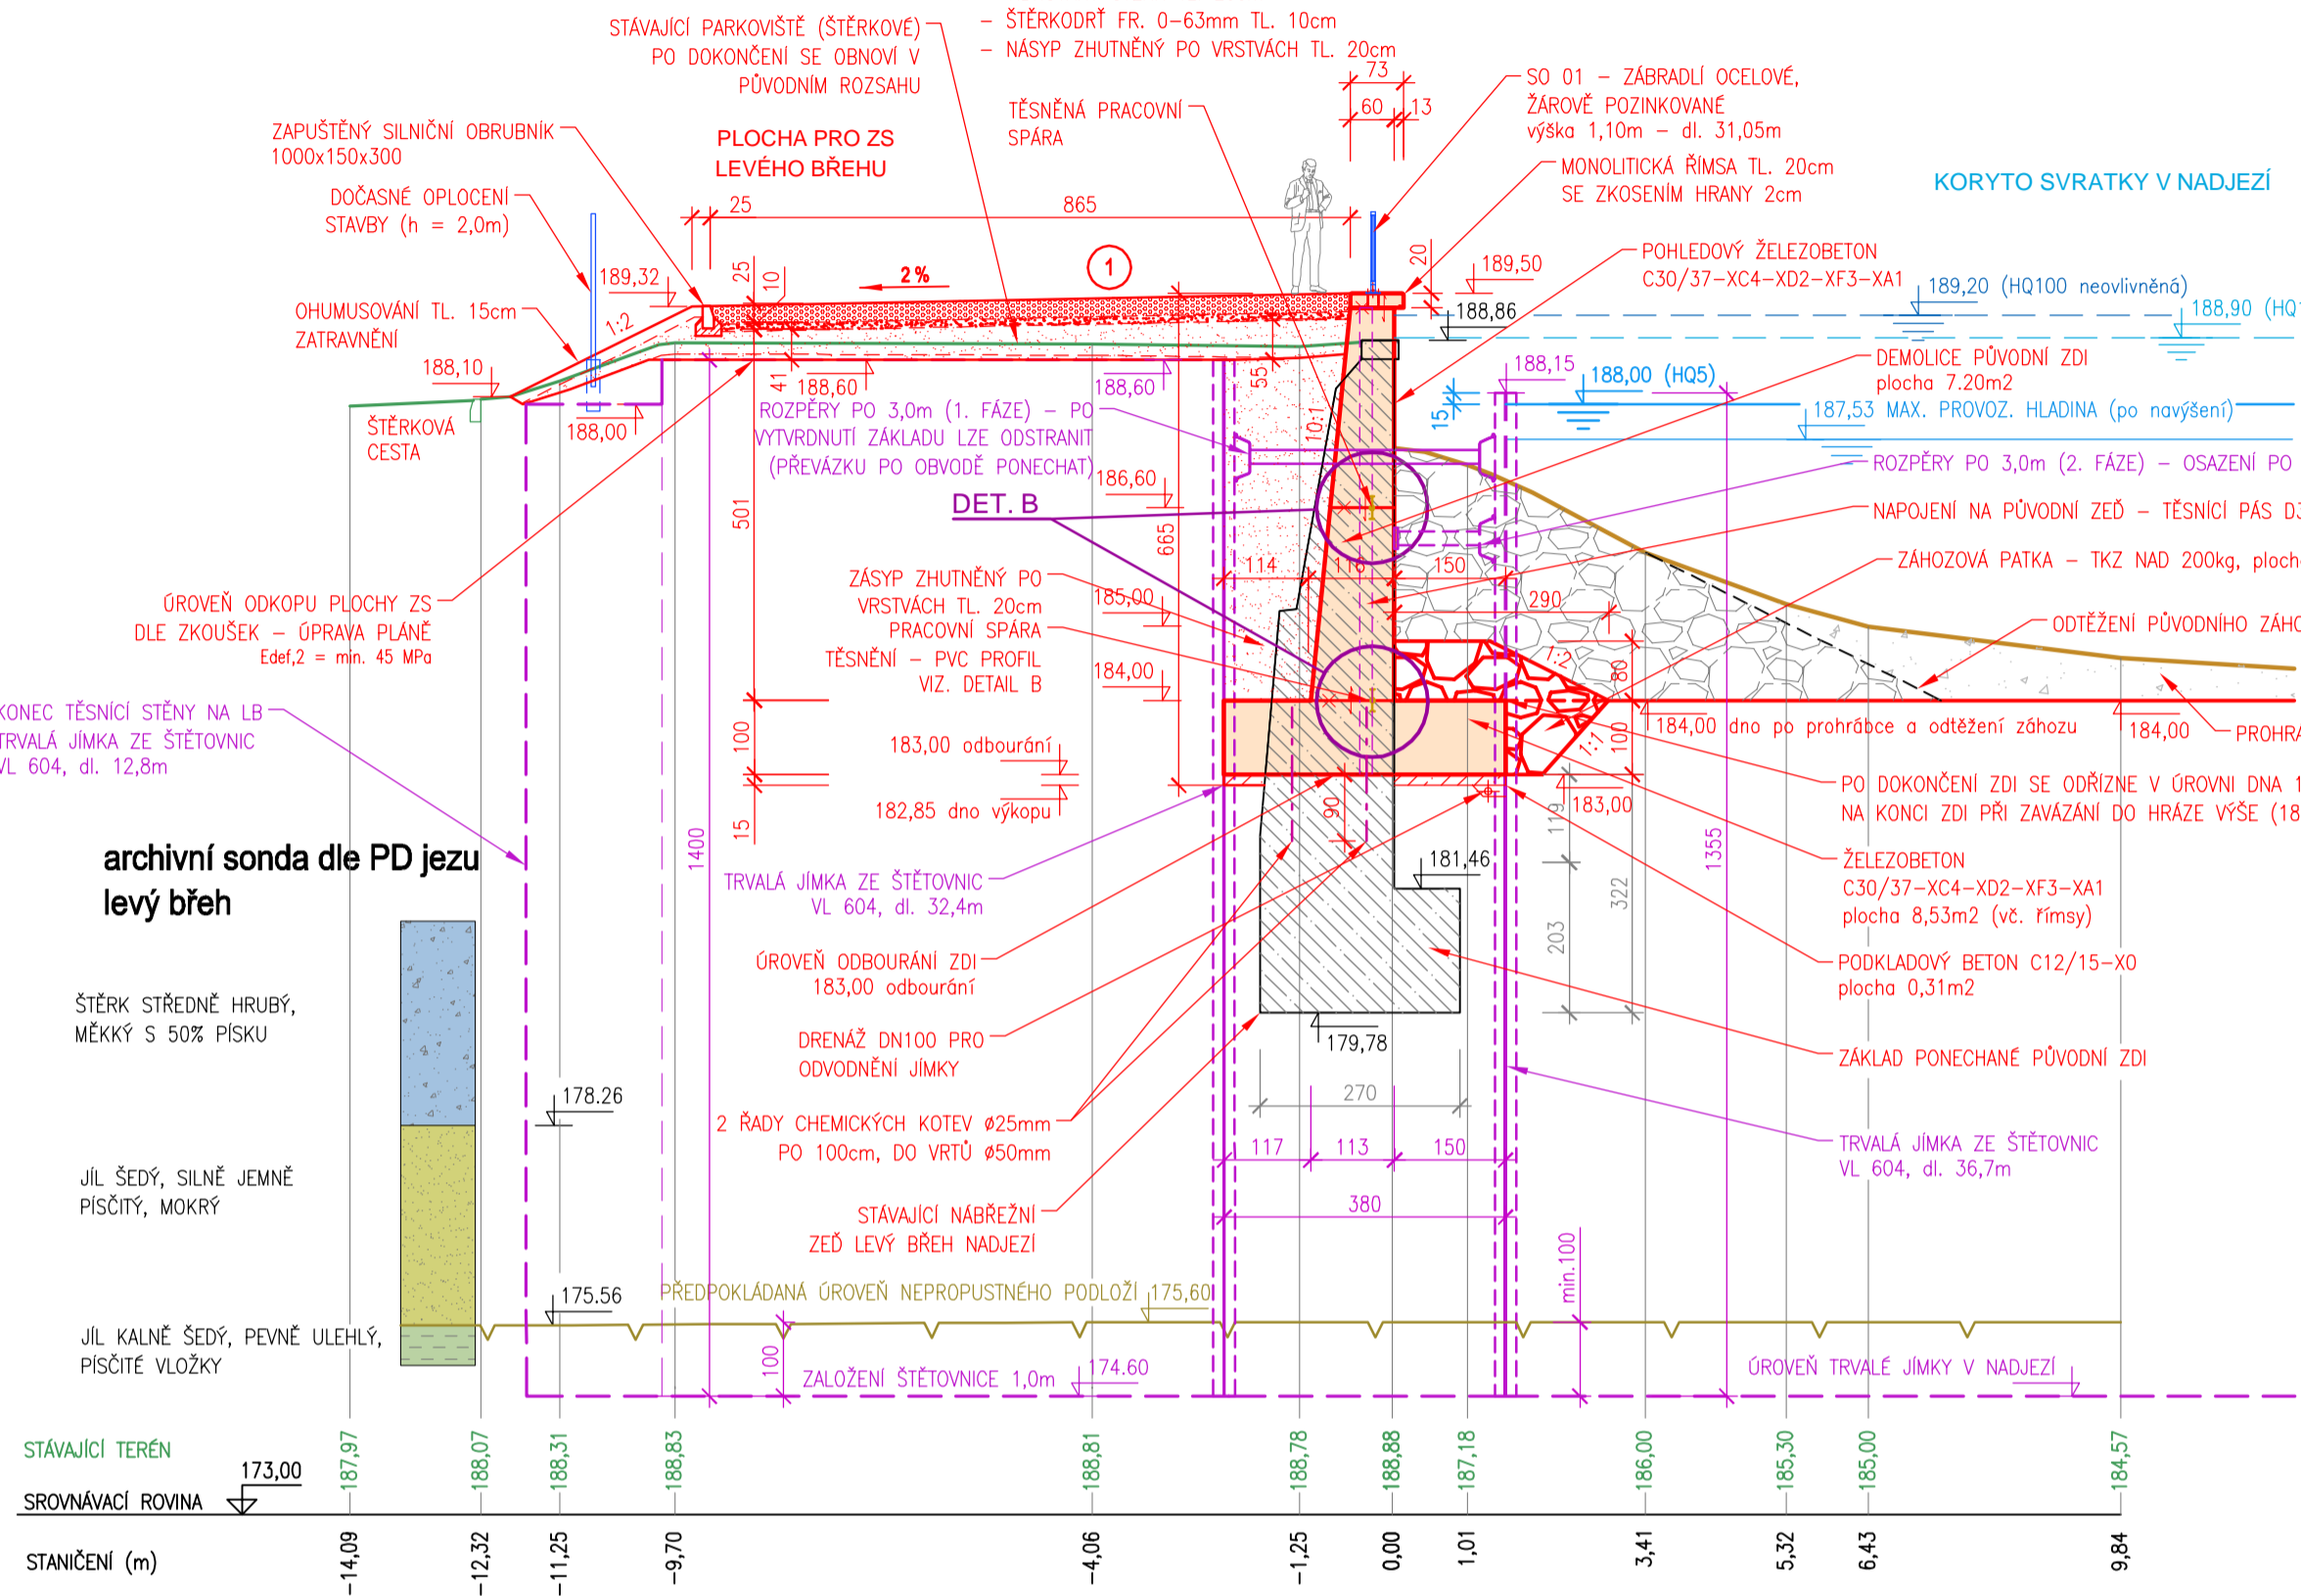 STÁVAJÍCÍ PARKOVIŠTĚ (ŠTĚRKOVÉ)
PO DOKONČENÍ SE OBNOVÍ V
PŮVODNÍM ROZSAHU
- ŠTĚRKODRŤ FR. 0-63mm TL. 10cm
- NÁSYP ZHUTNĚNÝ PO VRSTVÁCH TL. 20cm
73
60
13
TĚSNĚNÁ PRACOVNÍ
SPÁRA
SO 01 - ZÁBRADLÍ OCELOVÉ,
ŽÁROVĚ POZINKOVANÉ
výška 1,10m - dl. 31,05m
MONOLITICKÁ ŘÍMSA TL. 20cm
SE ZKOSENÍM HRANY 2cm
KORYTO SVRATKY V NADJEZÍ
ZAPUŠTĚNÝ SILNIČNÍ OBRUBNÍK
1000x150x300
PLOCHA PRO ZS
LEVÉHO BŘEHU
DOČASNÉ OPLOCENÍ
STAVBY (h = 2,0m)
25
865
POHLEDOVÝ ŽELEZOBETON
C30/37-XC4-XD2-XF3-XA1
189,32
25
10
2%
1
20
189,50
189,20 (HQ100 neovlivněná)
188,90 (HQ1
OHUMUSOVÁNÍ TL. 15cm
ZATRAVNĚNÍ
1:2
188,86
188,10
188,00
41
188,60
188,60
55
188,15
15
188,00 (HQ5)
DEMOLICE PŮVODNÍ ZDI
plocha 7.20m2
187,53 MAX. PROVOZ. HLADINA (po navýšení)
ŠTĚRKOVÁ
CESTA
ROZPĚRY PO 3,0m (1. FÁZE) - PO
VYTVRDNUTÍ ZÁKLADU LZE ODSTRANIT
(PŘEVÁZKU PO OBVODĚ PONECHAT)
10:1
ROZPĚRY PO 3,0m (2. FÁZE) - OSAZENÍ PO
186,60
DET. B
501
665
NAPOJENÍ NA PŮVODNÍ ZEĎ - TĚSNÍCÍ PÁS
ZÁHOZOVÁ PATKA - TKZ NAD 200kg, ploch
114
116
150
290
ZÁSYP ZHUTNĚNÝ PO
VRSTVÁCH TL. 20cm
185,00
PRACOVNÍ SPÁRA
TĚSNĚNÍ - PVC PROFIL
VIZ. DETAIL B
184,00
ÚROVEŇ ODKOPU PLOCHY ZS
DLE ZKOUŠEK - ÚPRAVA PLÁNĚ
Edef,2 = min. 45 MPa
ODTĚŽENÍ PŮVODNÍHO ZÁHO
1:2
80
1:1
100
184,00 dno po prohrábce a odtěžení záhozu
184,00
PROHRÁ
KONEC TĚSNÍCÍ STĚNY NA LB
TRVALÁ JÍMKA ZE ŠTĚTOVNIC
VL 604, dl. 12,8m
100
183,00 odbourání
182,85 dno výkopu
15
90
183,00
119
PO DOKONČENÍ ZDI SE ODŘÍZNE V ÚROVNI DNA 1
NA KONCI ZDI PŘI ZAVÁZÁNÍ DO HRÁZE VÝŠE (18
1400
1355
archivní sonda dle PD jezu
levý břeh
TRVALÁ JÍMKA ZE ŠTĚTOVNIC
VL 604, dl. 32,4m
181,46
322
203
ŽELEZOBETON
C30/37-XC4-XD2-XF3-XA1
plocha 8,53m2 (vč. římsy)
ÚROVEŇ ODBOURÁNÍ ZDI
183,00 odbourání
PODKLADOVÝ BETON C12/15-X0
plocha 0,31m2
ŠTĚRK STŘEDNĚ HRUBÝ,
MĚKKÝ S 50% PÍSKU
DRENÁŽ DN100 PRO
ODVODNĚNÍ JÍMKY
179,78
ZÁKLAD PONECHANÉ PŮVODNÍ ZDI
178.26
270
2 ŘADY CHEMICKÝCH KOTEV ø25mm
PO 100cm, DO VRTŮ ø50mm
117
113
150
TRVALÁ JÍMKA ZE ŠTĚTOVNIC
VL 604, dl. 36,7m
JÍL ŠEDÝ, SILNĚ JEMNĚ
PÍSČITÝ, MOKRÝ
380
STÁVAJÍCÍ NÁBŘEŽNÍ
ZEĎ LEVÝ BŘEH NADJEZÍ
min.100
175.56
PŘEDPOKLÁDANÁ ÚROVEŇ NEPROPUSTNÉHO PODLOŽÍ
175,60
JÍL KALNĚ ŠEDÝ, PEVNĚ ULEHLÝ,
PÍSČITÉ VLOŽKY
100
ZALOŽENÍ ŠTĚTOVNICE 1,0m
174.60
ÚROVEŇ TRVALÉ JÍMKY V NADJEZÍ
STÁVAJÍCÍ TERÉN
187,97
188,07
188,31
188,83
188,81
188,78
188,88
187,18
186,00
185,30
185,00
184,57
173,00
SROVNÁVACÍ ROVINA
STANIČENÍ (m)
-14,09
-12,32
-11,25
-9,70
-4,06
-1,25
0,00
1,01
3,41
5,32
6,43
9,84